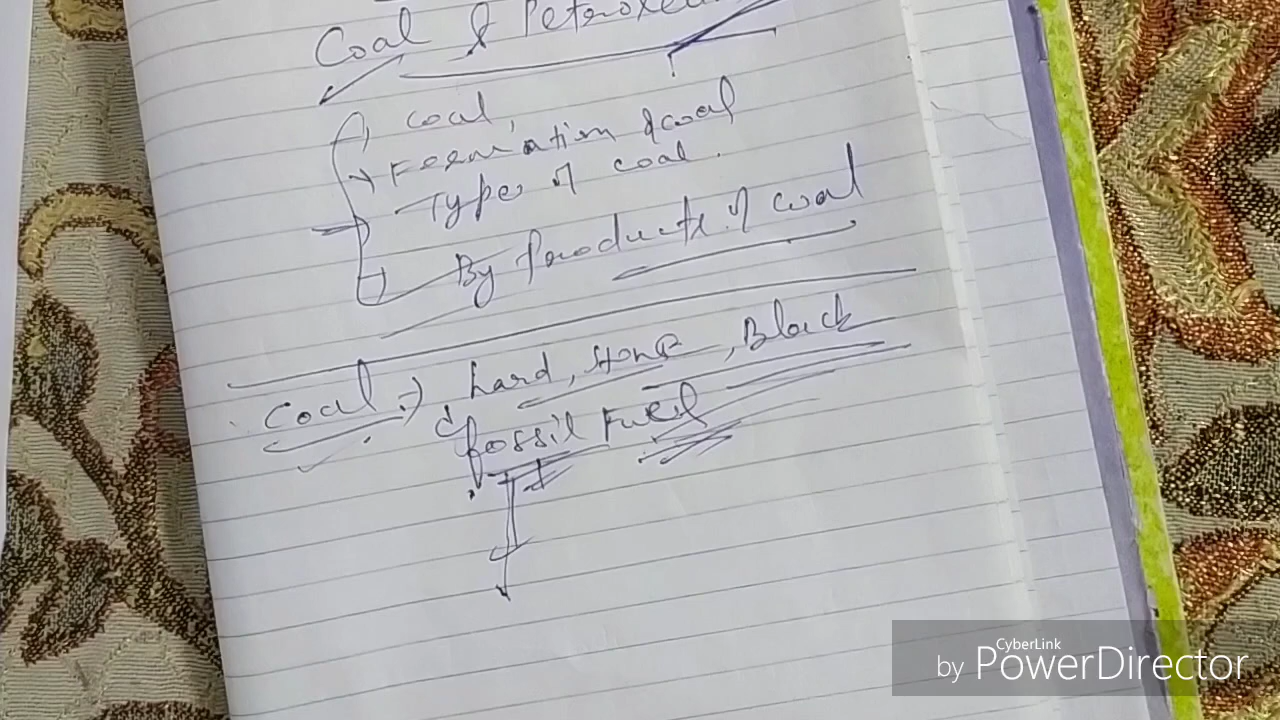 Coal & Petroleum
coal
Formation of coal
Type of coal.
By products of coal
Coal :→ hard, stone, Black
fossil Fuel
CyberLink
by PowerDirector